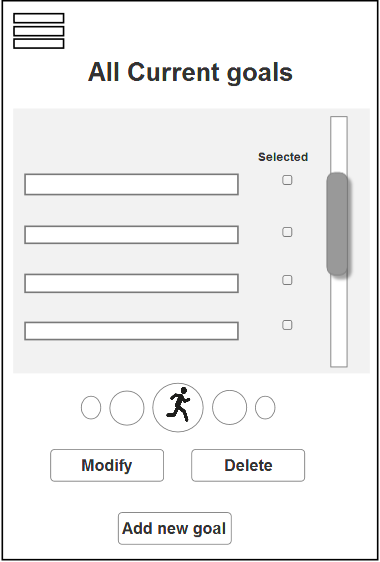 All Current goals
Selected
Modify
Delete
Add new goal